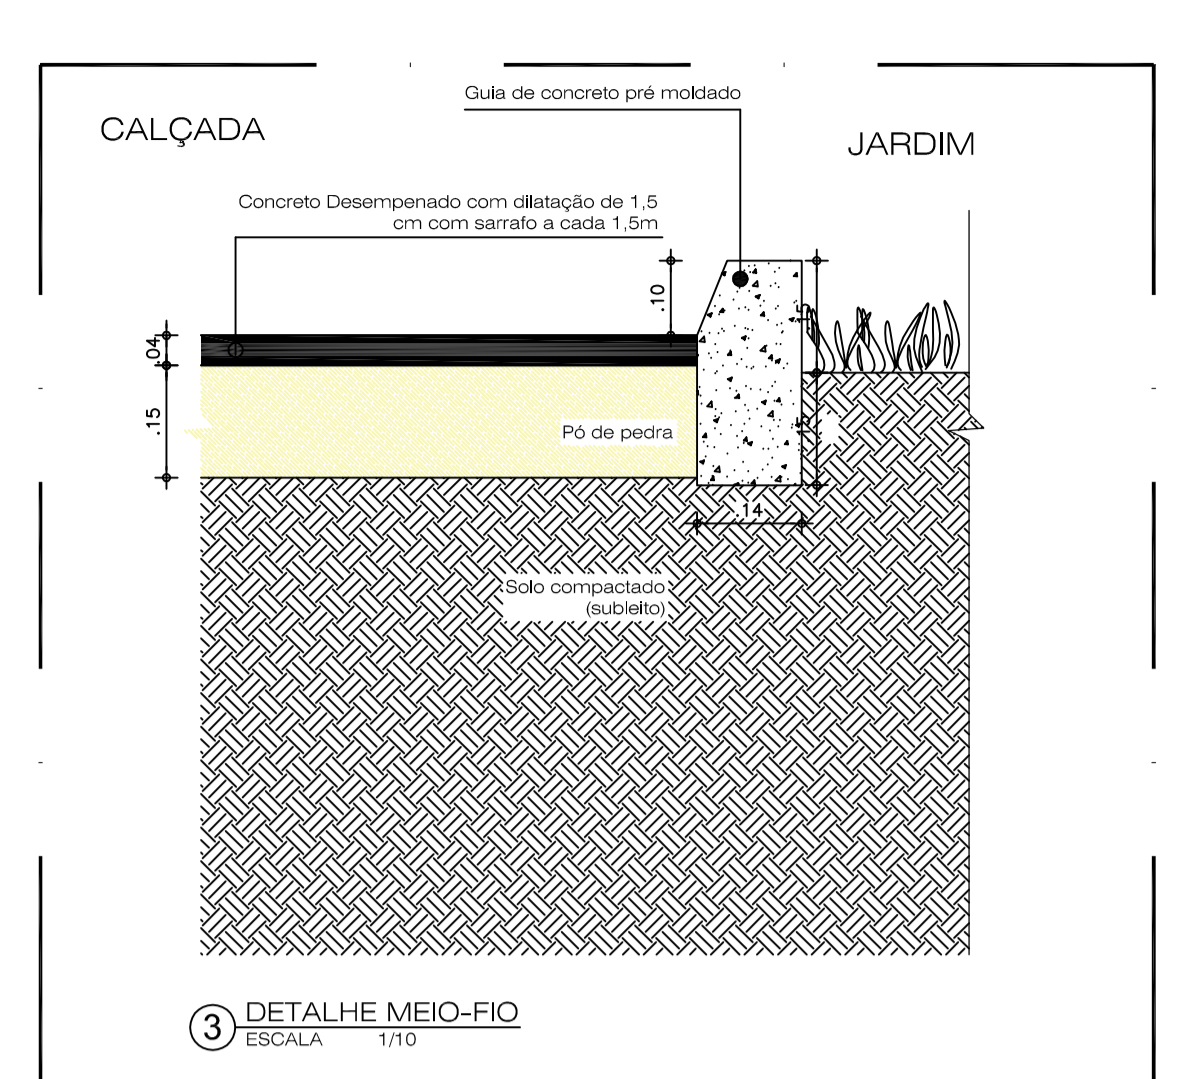 Guia de concreto pré moldado
CALÇADA
JARDIM
Concreto Desempenado com dilatação de 1,5
cm com sarrafo a cada 1,5m
.10
.04
.15
.15
.15
Pó de pedra
.14
Solo compactado
(subleito)
3
DETALHE MEIO-FIO
ESCALA 1/10